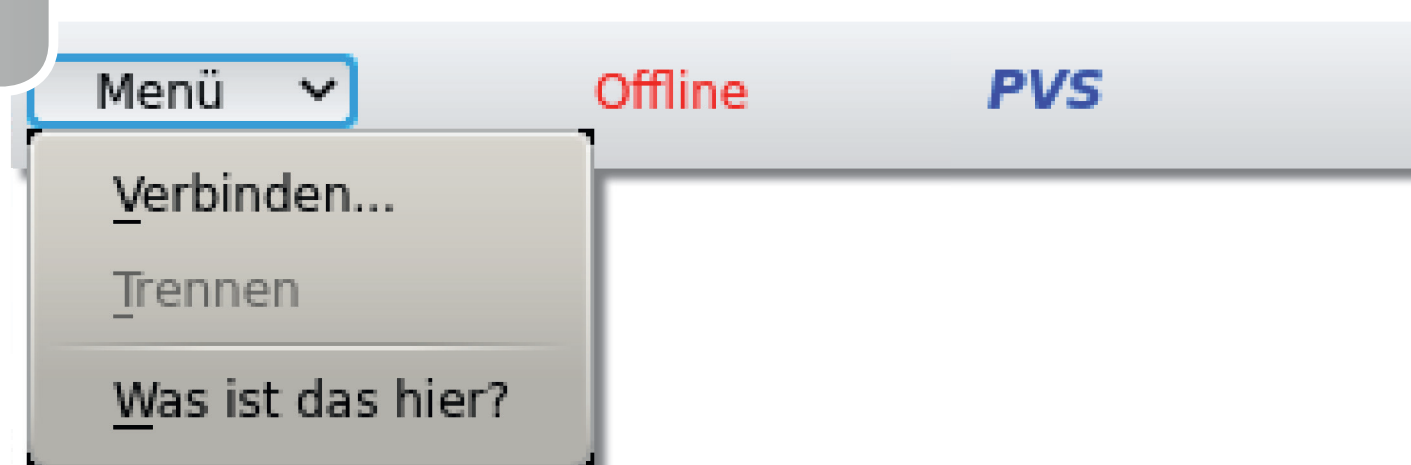 Menü Offline PVS
Verbinden...
Trennen
Was ist das hier?